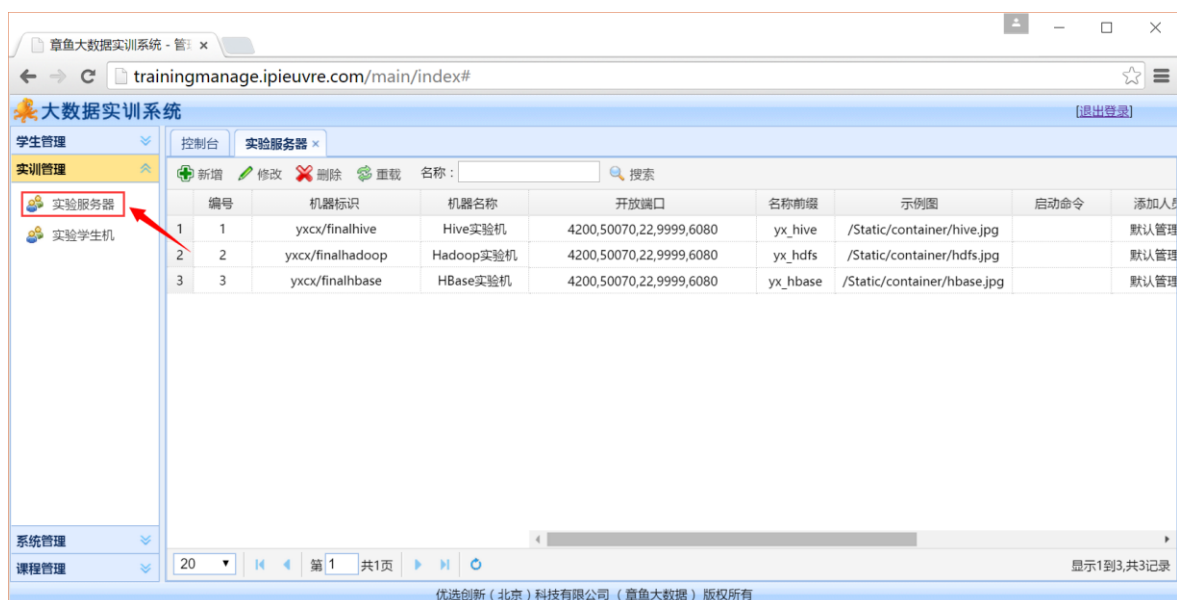 章鱼大数据实训系统 - 管
trainingmanage.ipieuvre.com/main/index#
大数据实训系统 [退出登录]
学生管理
控制台 实验服务器
实训管理
新增 修改 删除 重载 名称： 搜索
实验服务器
实验学生机
编号 机器标识 机器名称 开放端口 名称前缀 示例图 启动命令 添加人员
1 1 yxcx/finalhive Hive实验机 4200,50070,22,9999,6080 yx_hive /Static/container/hive.jpg 默认管理
2 2 yxcx/finalhadoop Hadoop实验机 4200,50070,22,9999,6080 yx_hdfs /Static/container/hdfs.jpg 默认管理
3 3 yxcx/finalhbase HBase实验机 4200,50070,22,9999,6080 yx_hbase /Static/container/hbase.jpg 默认管理
系统管理
课程管理
20 第 1 共1页 显示1到3,共3记录
优选创新（北京）科技有限公司 （章鱼大数据） 版权所有